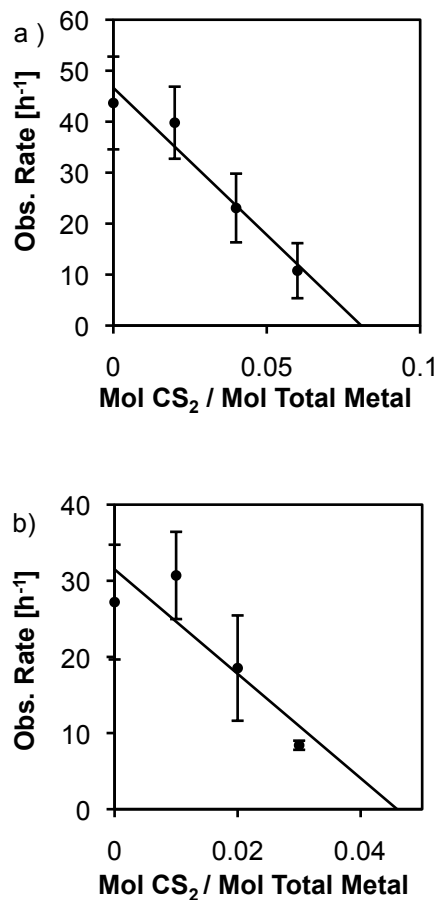 a )
60
50
40
30
20
10
0
Obs. Rate [h⁻¹]
0 0.05 0.1
Mol CS₂ / Mol Total Metal
b)
40
30
20
10
0
Obs. Rate [h⁻¹]
0 0.02 0.04
Mol CS₂ / Mol Total Metal